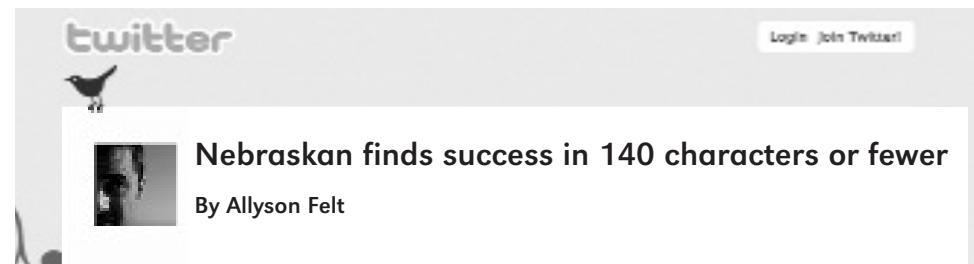 twitter
Login Join Twitter!
Nebraskan finds success in 140 characters or fewer
By Allyson Felt